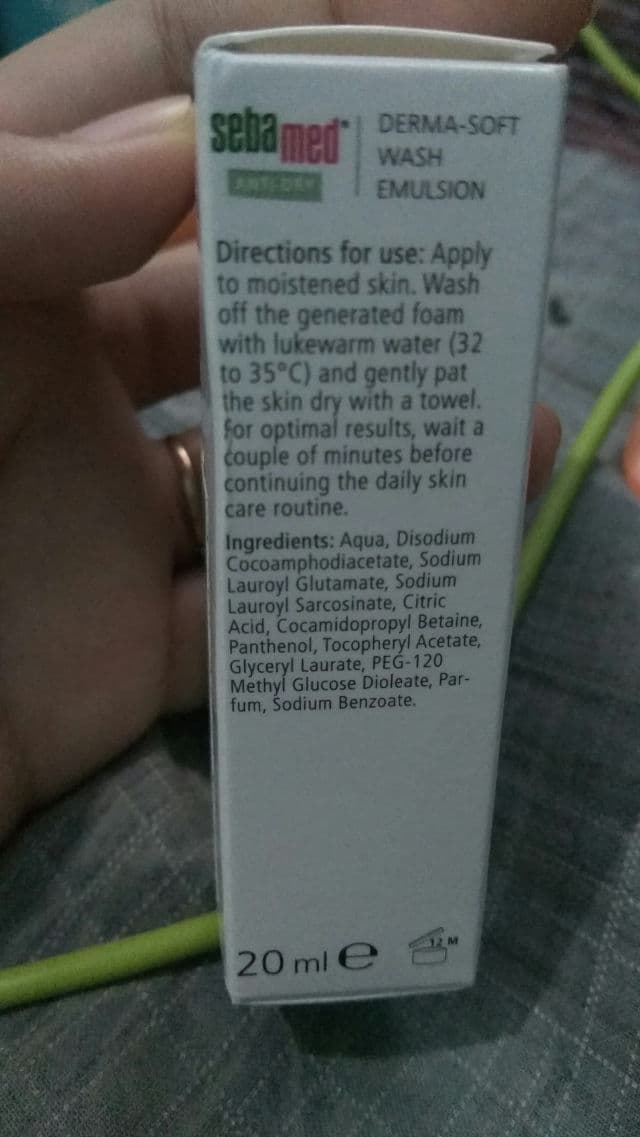 sebamed
ANTI-DRY
DERMA-SOFT
WASH
EMULSION
Directions for use: Apply
to moistened skin. Wash
off the generated foam
with lukewarm water (32
to 35°C) and gently pat
the skin dry with a towel.
For optimal results, wait a
couple of minutes before
continuing the daily skin
care routine.
Ingredients: Aqua, Disodium
Cocoamphodiacetate, Sodium
Lauroyl Glutamate, Sodium
Lauroyl Sarcosinate, Citric
Acid, Cocamidopropyl Betaine,
Panthenol, Tocopheryl Acetate,
Glyceryl Laurate, PEG-120
Methyl Glucose Dioleate, Par-
fum, Sodium Benzoate.
20 ml e
12 M